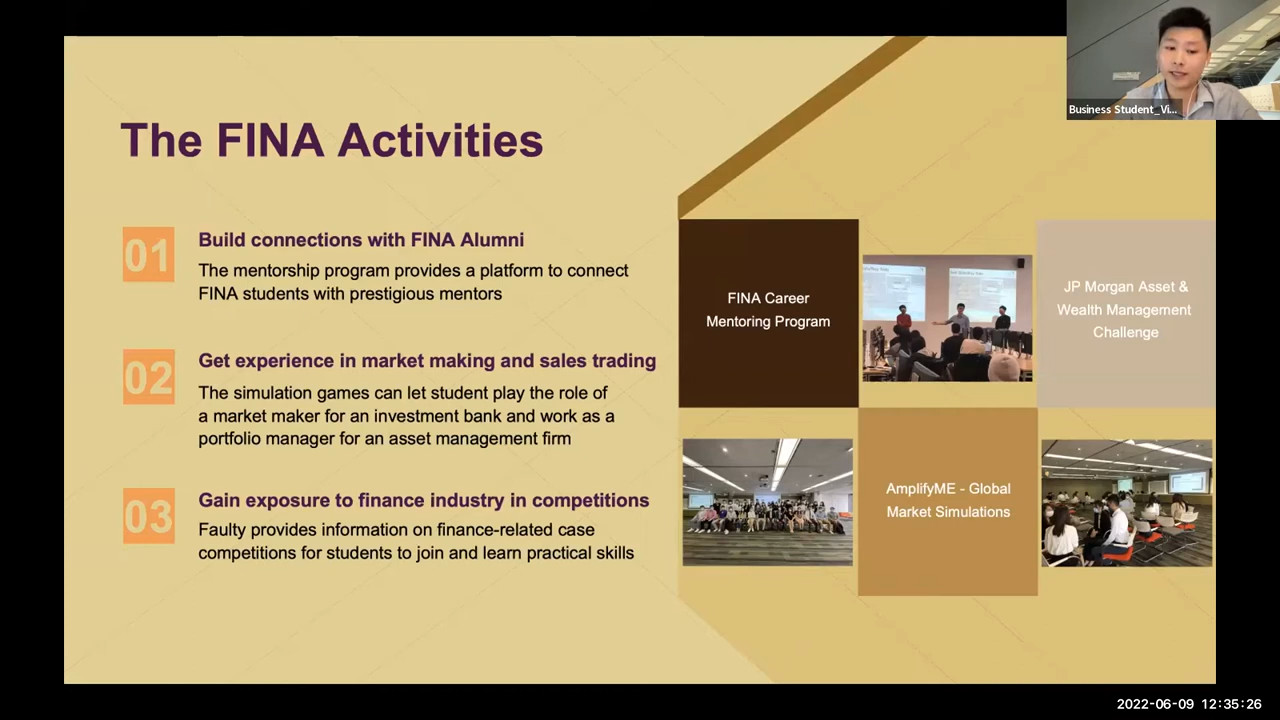 The FINA Activities
01
Build connections with FINA Alumni
The mentorship program provides a platform to connect
FINA students with prestigious mentors
02
Get experience in market making and sales trading
The simulation games can let student play the role of
a market maker for an investment bank and work as a
portfolio manager for an asset management firm
03
Gain exposure to finance industry in competitions
Faulty provides information on finance-related case
competitions for students to join and learn practical skills
FINA Career
Mentoring Program
JP Morgan Asset &
Wealth Management
Challenge
AmplifyME - Global
Market Simulations
Business Student_Vi...
2022-06-09 12:35:26